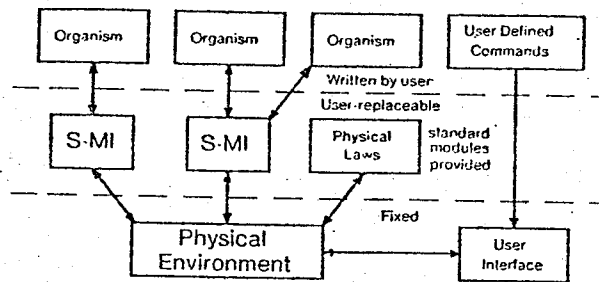 Organism
Organism
Organism
User Defined
Commands
Written by user
User-replaceable
S-MI
S-MI
Physical
Laws
standard
modules
provided
Fixed
Physical
Environment
User
Interface